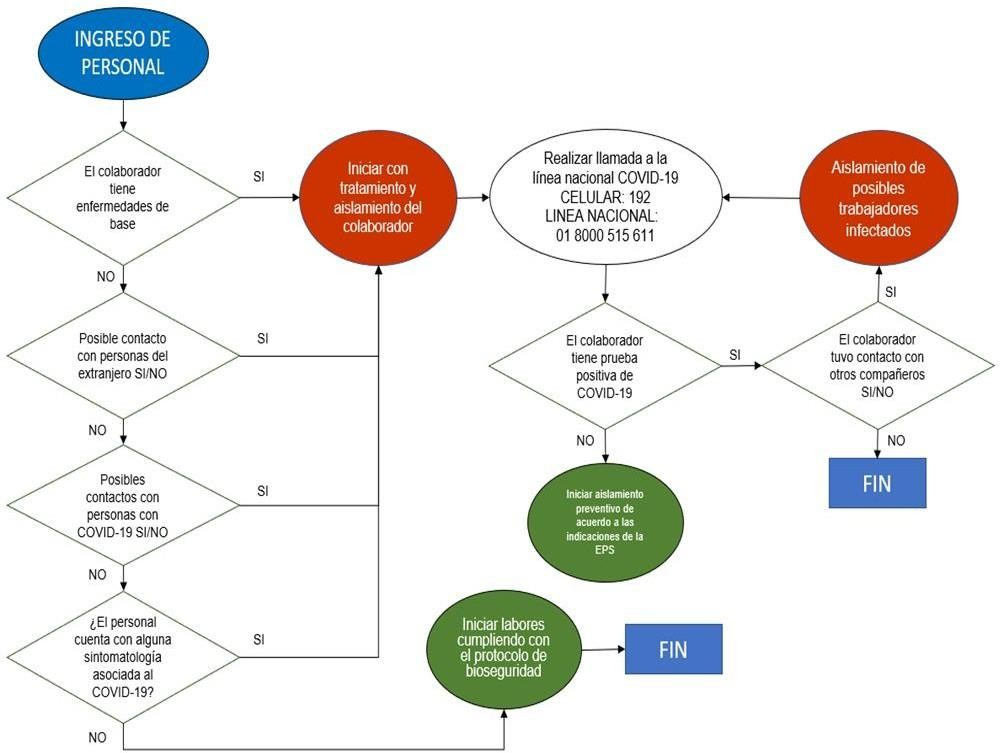 INGRESO DE
PERSONAL
El colaborador
tiene
enfermedades de
base
SI
NO
Iniciar con
tratamiento y
aislamiento del
colaborador
Realizar llamada a la
línea nacional COVID-19
CELULAR: 192
LINEA NACIONAL:
01 8000 515 611
Aislamiento de
posibles
trabajadores
infectados
Posible contacto
con personas del
extranjero SI/NO
SI
NO
El colaborador
tiene prueba
positiva de
COVID-19
SI
NO
El colaborador
tuvo contacto con
otros compañeros
SI/NO
SI
NO
FIN
Posibles
contactos con
personas con
COVID-19 SI/NO
SI
NO
Iniciar aislamiento
preventivo de
acuerdo a las
indicaciones de la
EPS
¿El personal
cuenta con alguna
sintomatología
asociada al
COVID-19?
SI
NO
Iniciar labores
cumpliendo con
el protocolo de
bioseguridad
FIN